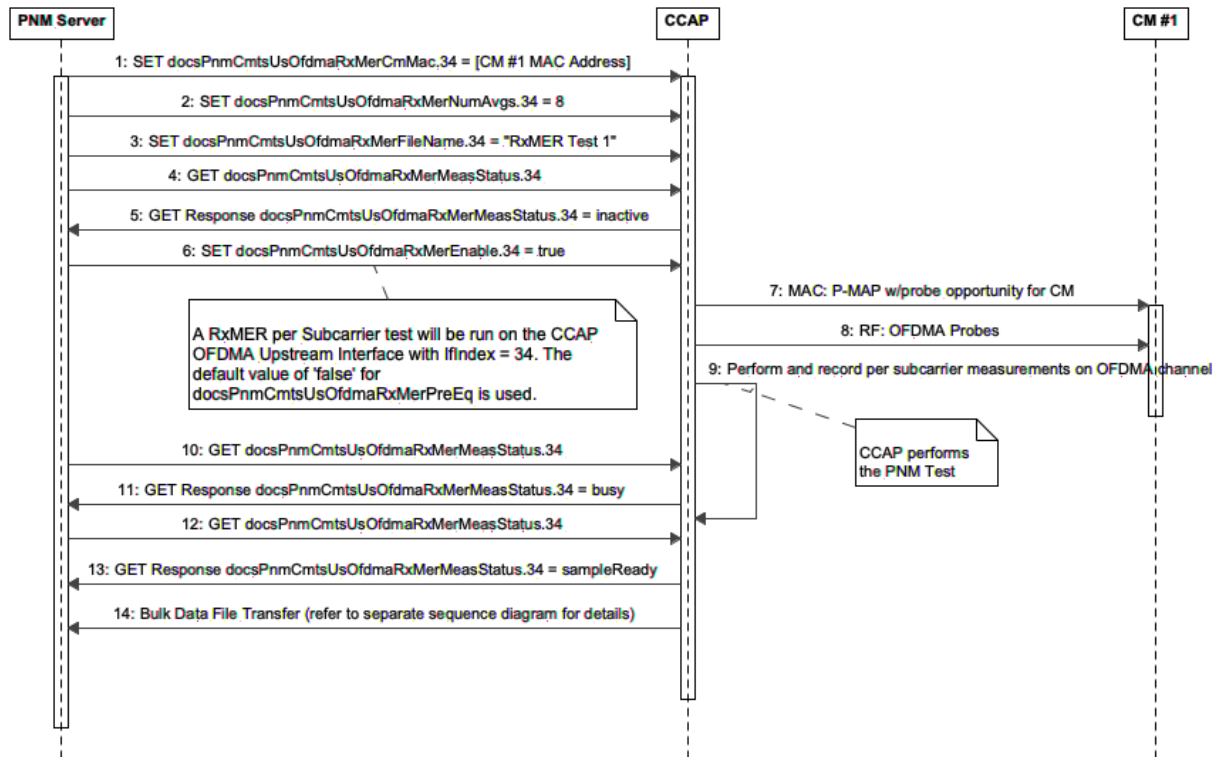 PNM Server
CCAP
CM #1
1: SET docsPnmCmtsUsOfdmaRxMerCmMac.34 = [CM #1 MAC Address]
2: SET docsPnmCmtsUsOfdmaRxMerNumAvgs.34 = 8
3: SET docsPnmCmtsUsOfdmaRxMerFileName.34 = "RxMER Test 1"
4: GET docsPnmCmtsUsOfdmaRxMerMeasStatus.34
5: GET Response docsPnmCmtsUsOfdmaRxMerMeasStatus.34 = inactive
6: SET docsPnmCmtsUsOfdmaRxMerEnable.34 = true
7: MAC: P-MAP w/probe opportunity for CM
A RxMER per Subcarrier test will be run on the CCAP
OFDMA Upstream Interface with IfIndex = 34. The
default value of 'false' for
docsPnmCmtsUsOfdmaRxMerPreEq is used.
8: RF: OFDMA Probes
9: Perform and record per subcarrier measurements on OFDMA channel
CCAP performs
the PNM Test
10: GET docsPnmCmtsUsOfdmaRxMerMeasStatus.34
11: GET Response docsPnmCmtsUsOfdmaRxMerMeasStatus.34 = busy
12: GET docsPnmCmtsUsOfdmaRxMerMeasStatus.34
13: GET Response docsPnmCmtsUsOfdmaRxMerMeasStatus.34 = sampleReady
14: Bulk Data File Transfer (refer to separate sequence diagram for details)